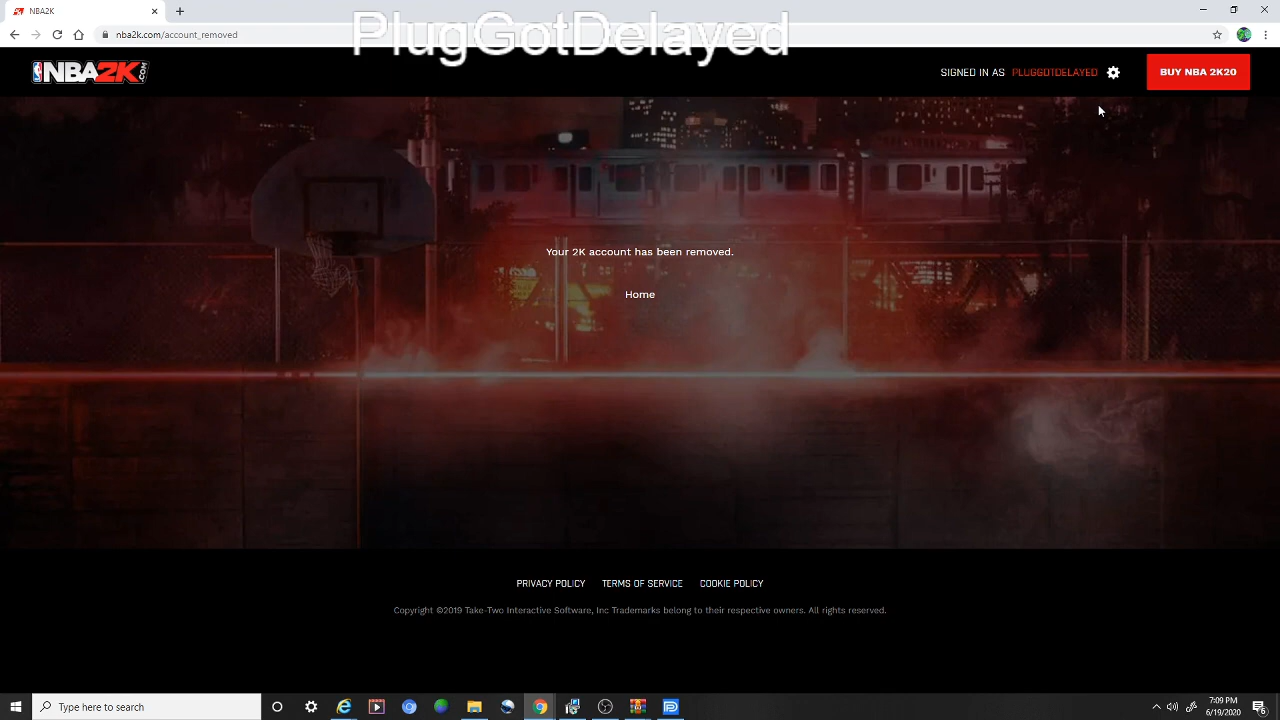 NBA2K
nba2k.com/account_removed
PlugGotDelayed
NBA2K.COM
SIGNED IN AS PLUGGOTDELAYED
BUY NBA 2K20
Your 2K account has been removed.
Home
PRIVACY POLICY TERMS OF SERVICE COOKIE POLICY
Copyright ©2019 Take-Two Interactive Software, Inc Trademarks belong to their respective owners. All rights reserved.
Type here to search
7:09 PM
6/19/2020